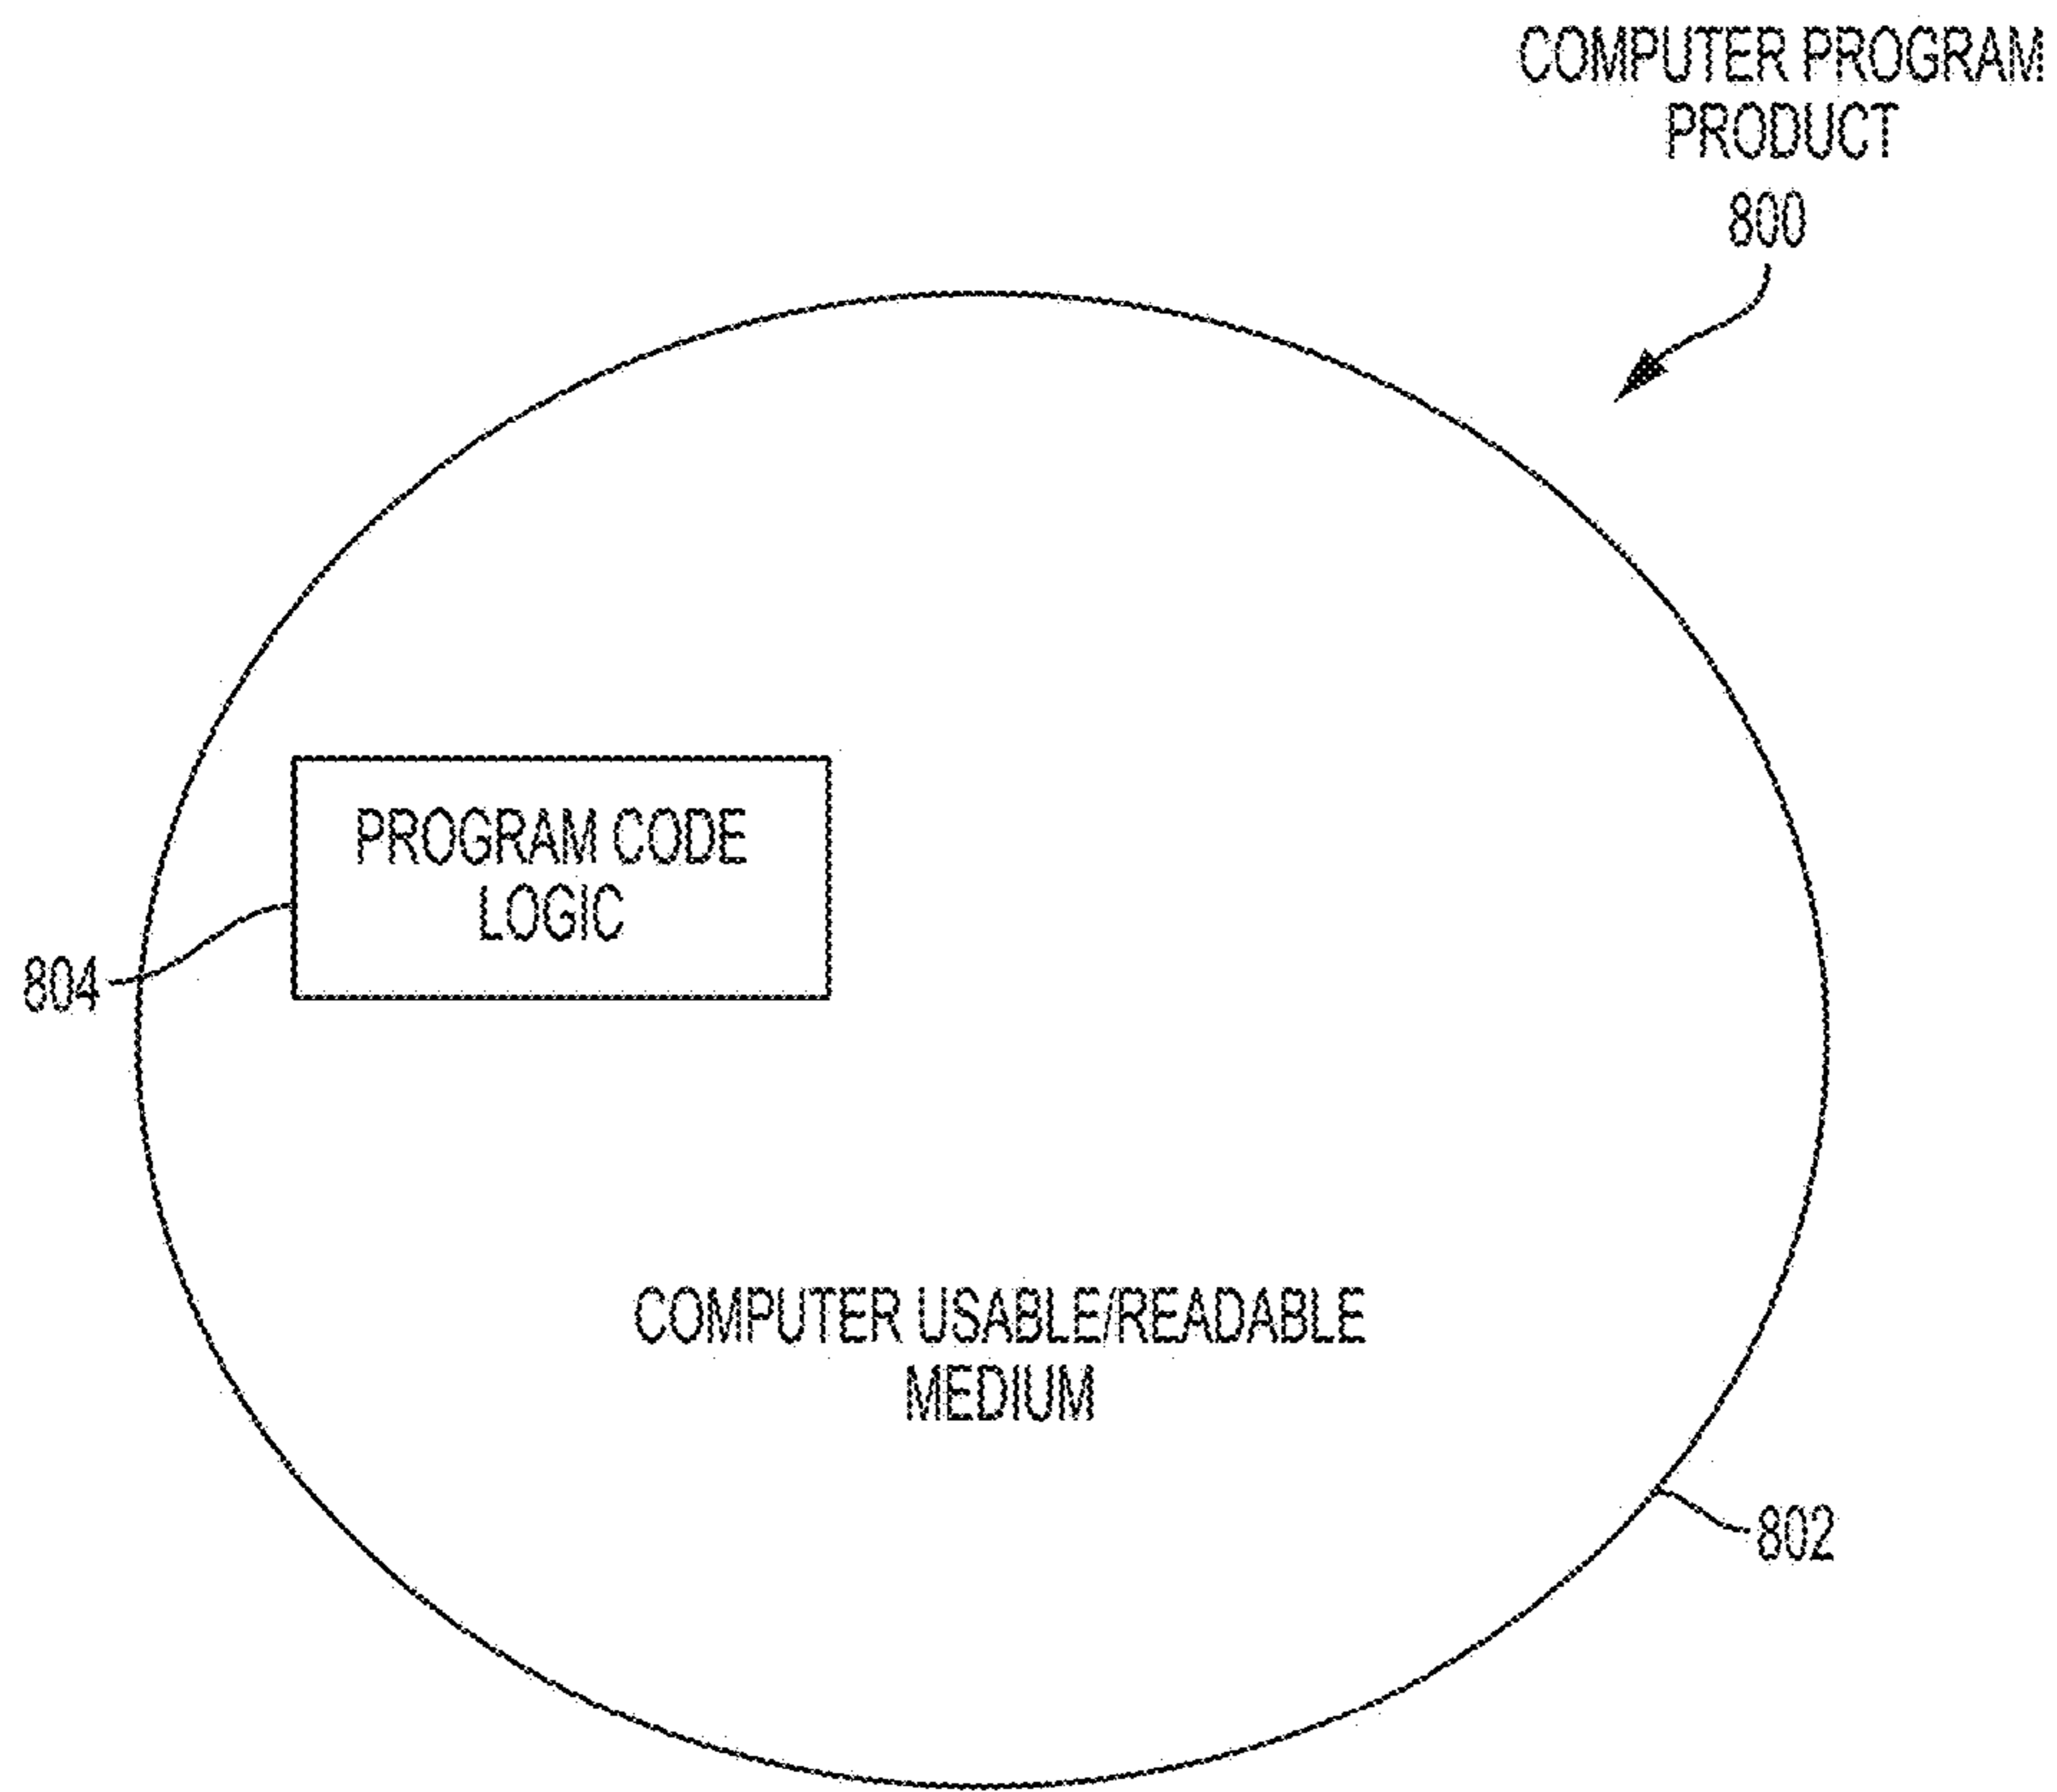 COMPUTER PROGRAM
PRODUCT
800
PROGRAM CODE
LOGIC
804
COMPUTER USABLE/READABLE
MEDIUM
802